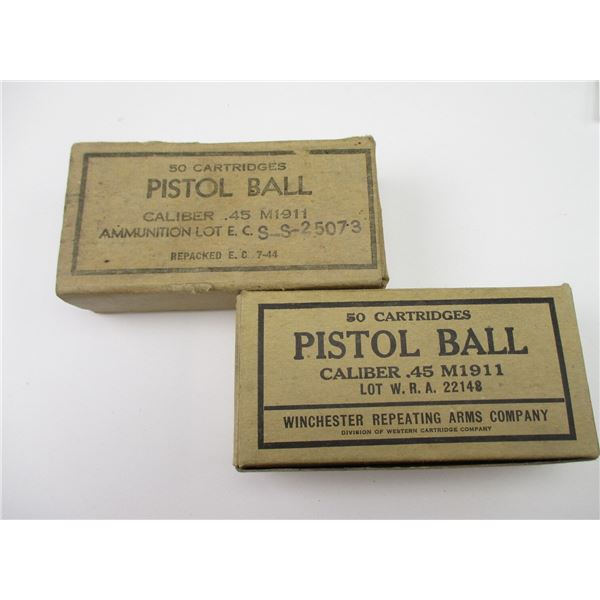 50 CARTRIDGES
PISTOL BALL
CALIBER .45 M1911
AMMUNITION LOT E. C. S-S-25073
REPACKED E. C. 7-44
50 CARTRIDGES
PISTOL BALL
CALIBER .45 M1911
LOT W. R. A. 22148
WINCHESTER REPEATING ARMS COMPANY
DIVISION OF WESTERN CARTRIDGE COMPANY